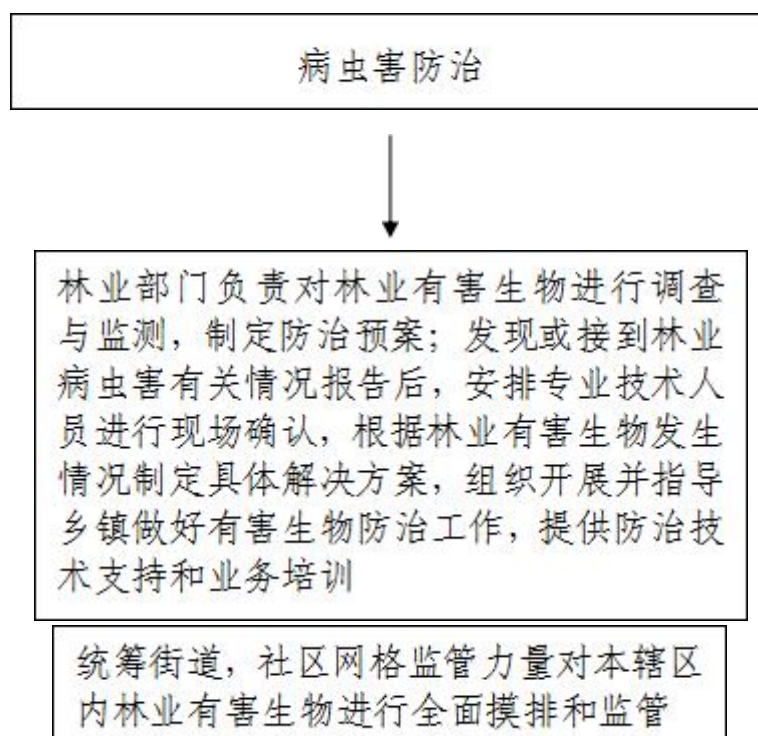 病虫害防治
林业部门负责对林业有害生物进行调查
与监测，制定防治预案；发现或接到林业
病虫害有关情况报告后，安排专业技术人
员进行现场确认，根据林业有害生物发生
情况制定具体解决方案，组织开展并指导
乡镇做好有害生物防治工作，提供防治技
术支持和业务培训
统筹街道，社区网格监管力量对本辖区
内林业有害生物进行全面摸排和监管